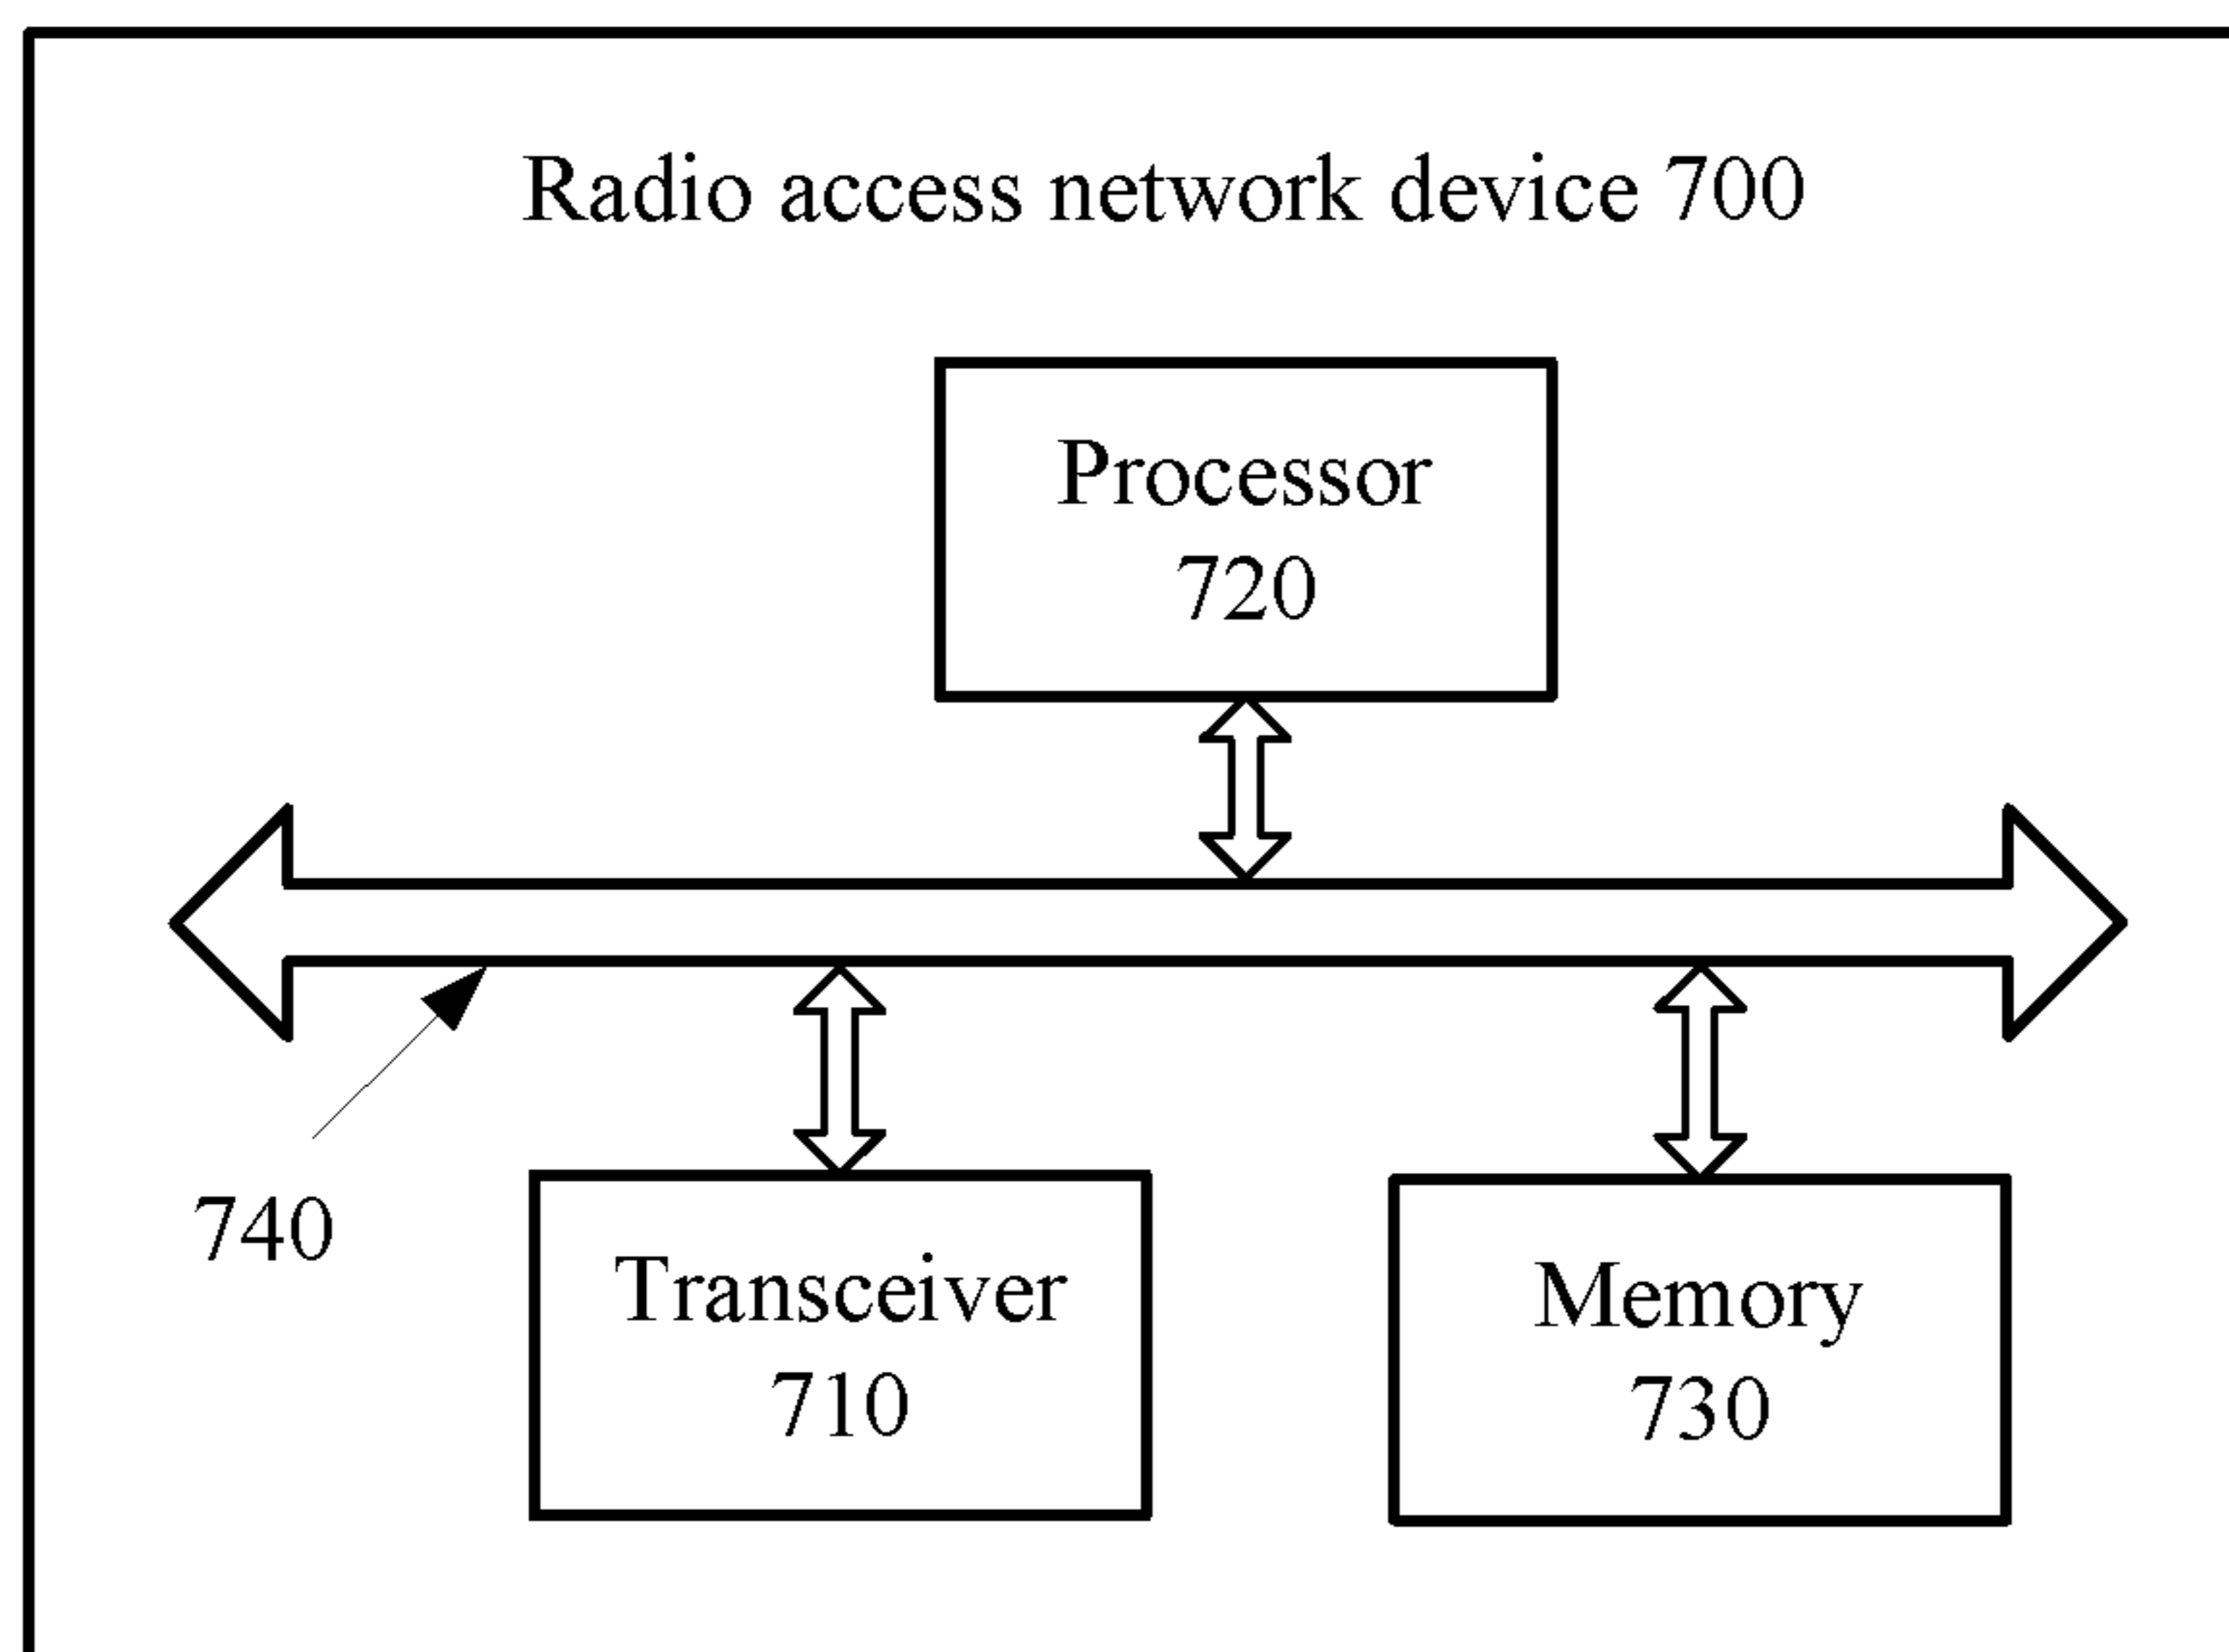 Radio access network device 700
Processor
720
740
Transceiver
710
Memory
730